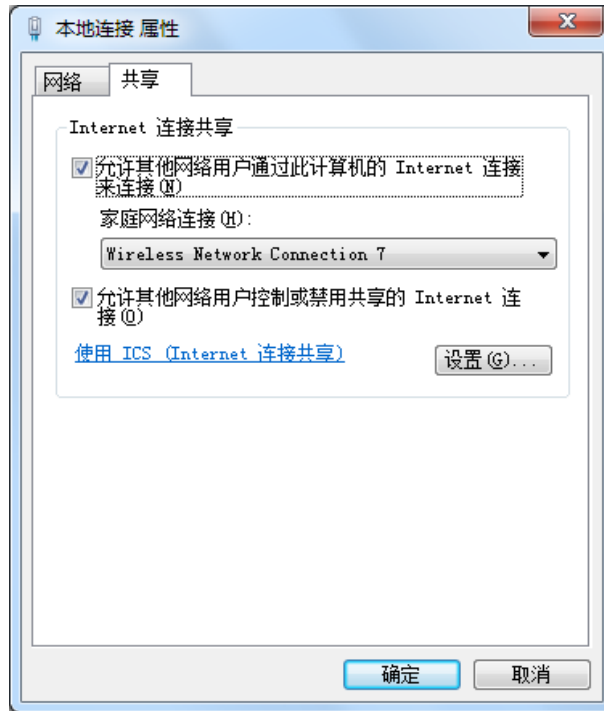 本地连接 属性
网络 共享
Internet 连接共享
允许其他网络用户通过此计算机的 Internet 连接
来连接(N)
家庭网络连接(H):
Wireless Network Connection 7
允许其他网络用户控制或禁用共享的 Internet 连
接(O)
使用 ICS (Internet 连接共享)
设置(G)...
确定 取消